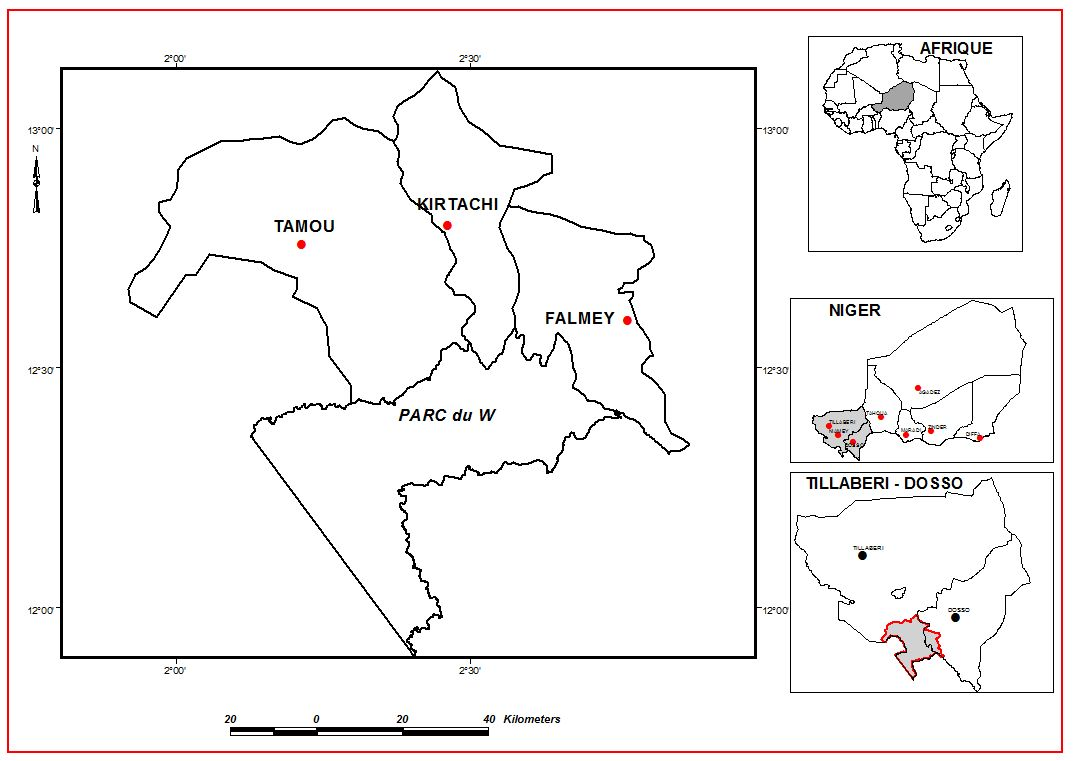 2°00'
2°30'
13°00'
13°00'
N
KIRTACHI
TAMOU
FALMEY
12°30'
12°30'
PARC du W
12°00'
12°00'
2°00'
2°30'
20 0 20 40 Kilometers
AFRIQUE
NIGER
AGADEZ
TAHOUA
TILLABERI
NIAMEY
MARADI
ZINDER
DIFFA
DOSSO
TILLABERI - DOSSO
TILLABERI
DOSSO